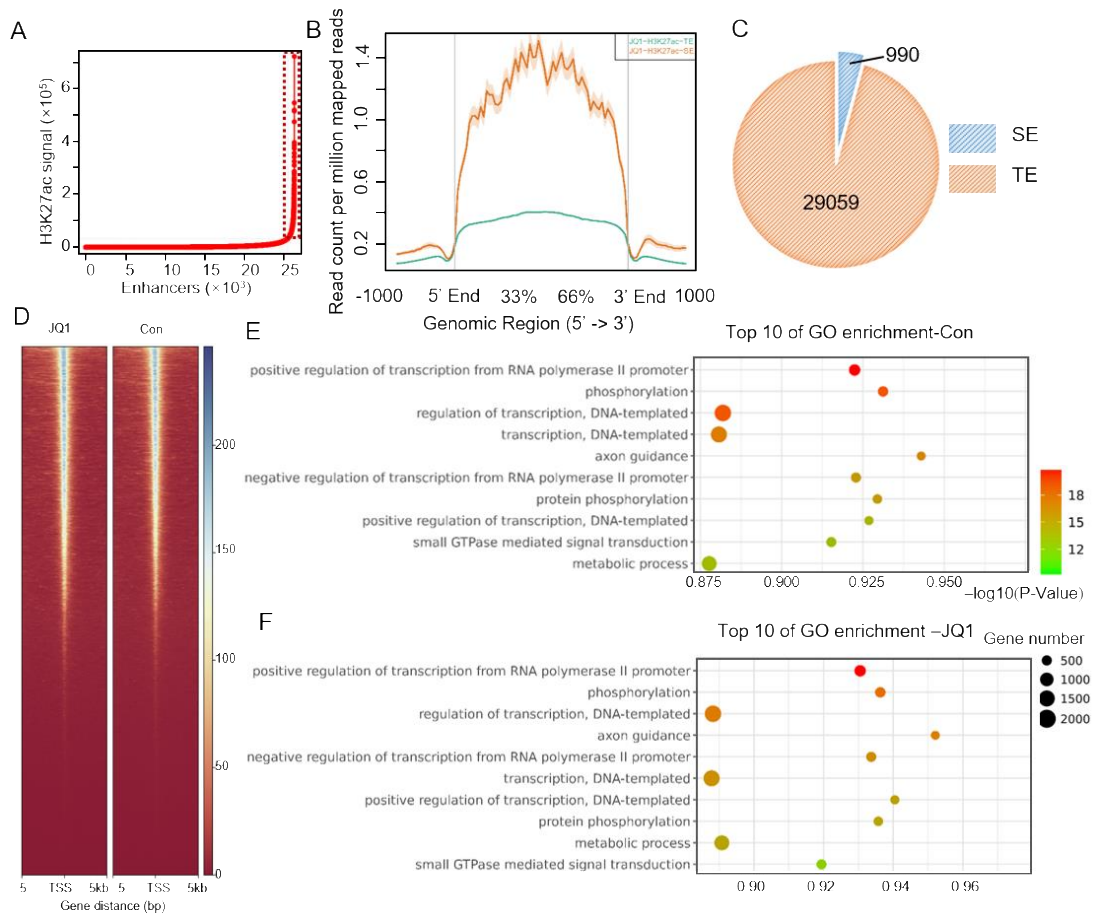 A
H3K27ac signal (×10⁵)
6
4
2
0
0 5 10 15 20 25
Enhancers (×10³)
B
Read count per million mapped reads
1.4
1.0
0.6
0.2
JQ1-H3K27ac-TE
JQ1-H3K27ac-SE
-1000 5' End 33% 66% 3' End 1000
Genomic Region (5' -> 3')
C
990
29059
SE
TE
D
JQ1 Con
200
150
100
50
0
5 TSS 5kb 5 TSS 5kb
Gene distance (bp)
E
Top 10 of GO enrichment-Con
positive regulation of transcription from RNA polymerase II promoter
phosphorylation
regulation of transcription, DNA-templated
transcription, DNA-templated
axon guidance
negative regulation of transcription from RNA polymerase II promoter
protein phosphorylation
positive regulation of transcription, DNA-templated
small GTPase mediated signal transduction
metabolic process
0.875 0.900 0.925 0.950
18
15
12
−log10(P-Value)
F
Top 10 of GO enrichment –JQ1
positive regulation of transcription from RNA polymerase II promoter
phosphorylation
regulation of transcription, DNA-templated
axon guidance
negative regulation of transcription from RNA polymerase II promoter
transcription, DNA-templated
positive regulation of transcription, DNA-templated
protein phosphorylation
metabolic process
small GTPase mediated signal transduction
0.90 0.92 0.94 0.96
Gene number
500
1000
1500
2000